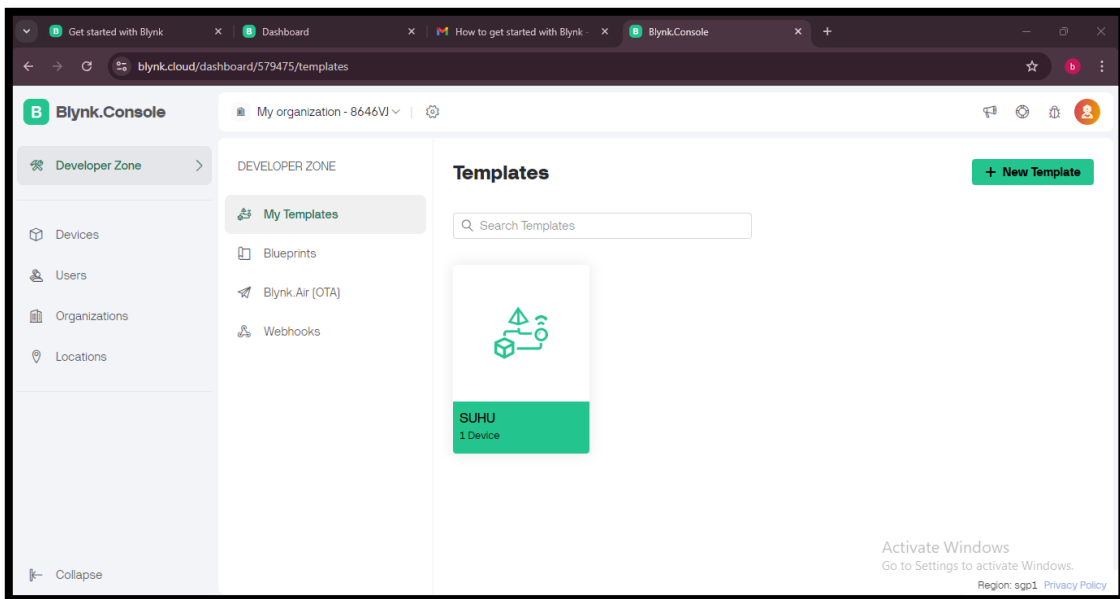 Get started with Blynk
Dashboard
How to get started with Blynk -
Blynk.Console
blynk.cloud/dashboard/579475/templates
B Blynk.Console
My organization - 8646VJ
Developer Zone
DEVELOPER ZONE
Templates
+ New Template
My Templates
Search Templates
Devices
Blueprints
Users
Blynk.Air (OTA)
Organizations
Webhooks
Locations
SUHU
1 Device
Activate Windows
Go to Settings to activate Windows.
Collapse
Region: sgp1 Privacy Policy